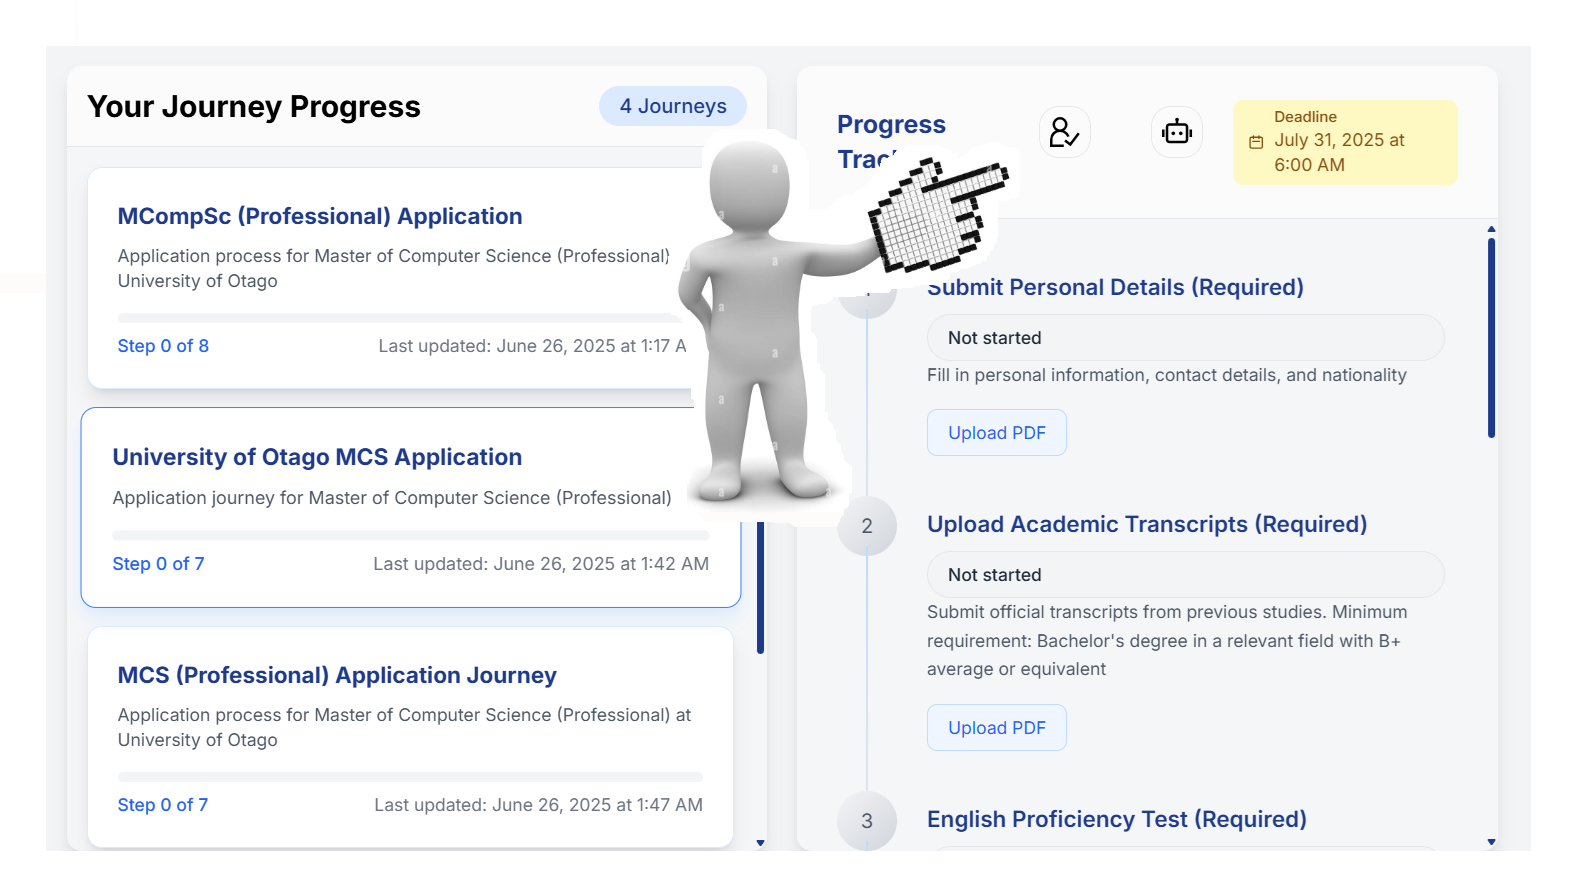 Your Journey Progress
4 Journeys
MCompSc (Professional) Application
Application process for Master of Computer Science (Professional)
University of Otago
Step 0 of 8
Last updated: June 26, 2025 at 1:17 A
University of Otago MCS Application
Application journey for Master of Computer Science (Professional)
Step 0 of 7
Last updated: June 26, 2025 at 1:42 AM
MCS (Professional) Application Journey
Application process for Master of Computer Science (Professional) at
University of Otago
Step 0 of 7
Last updated: June 26, 2025 at 1:47 AM
Progress
Deadline
July 31, 2025 at
6:00 AM
Submit Personal Details (Required)
Not started
Fill in personal information, contact details, and nationality
Upload PDF
2
Upload Academic Transcripts (Required)
Not started
Submit official transcripts from previous studies. Minimum
requirement: Bachelor's degree in a relevant field with B+
average or equivalent
Upload PDF
3
English Proficiency Test (Required)